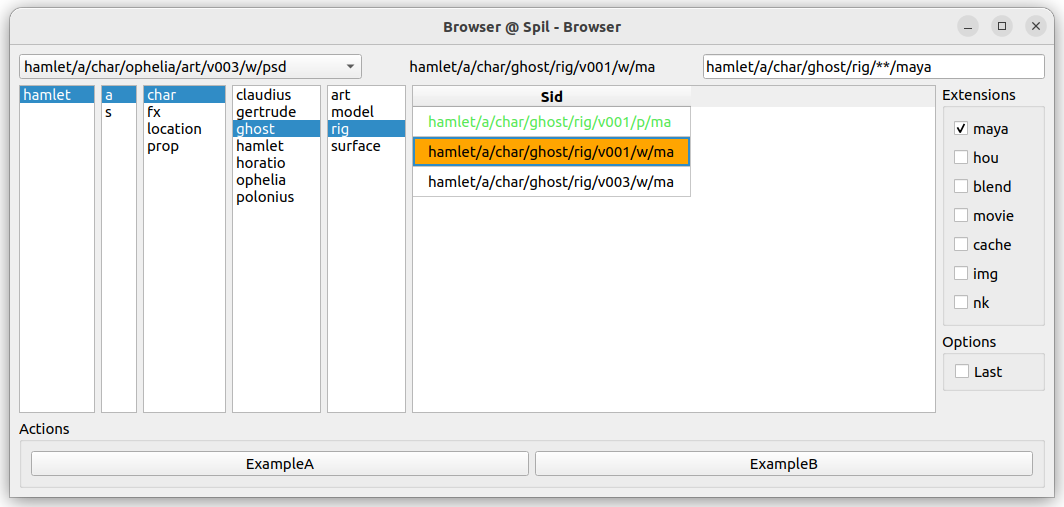 Browser @ Spil - Browser
hamlet/a/char/ophelia/art/v003/w/psd
hamlet/a/char/ghost/rig/v001/w/ma
hamlet/a/char/ghost/rig/**/maya
hamlet
a
s
char
fx
location
prop
claudius
gertrude
ghost
hamlet
horatio
ophelia
polonius
art
model
rig
surface
Sid
hamlet/a/char/ghost/rig/v001/p/ma
hamlet/a/char/ghost/rig/v001/w/ma
hamlet/a/char/ghost/rig/v003/w/ma
Extensions
maya
hou
blend
movie
cache
img
nk
Options
Last
Actions
ExampleA
ExampleB